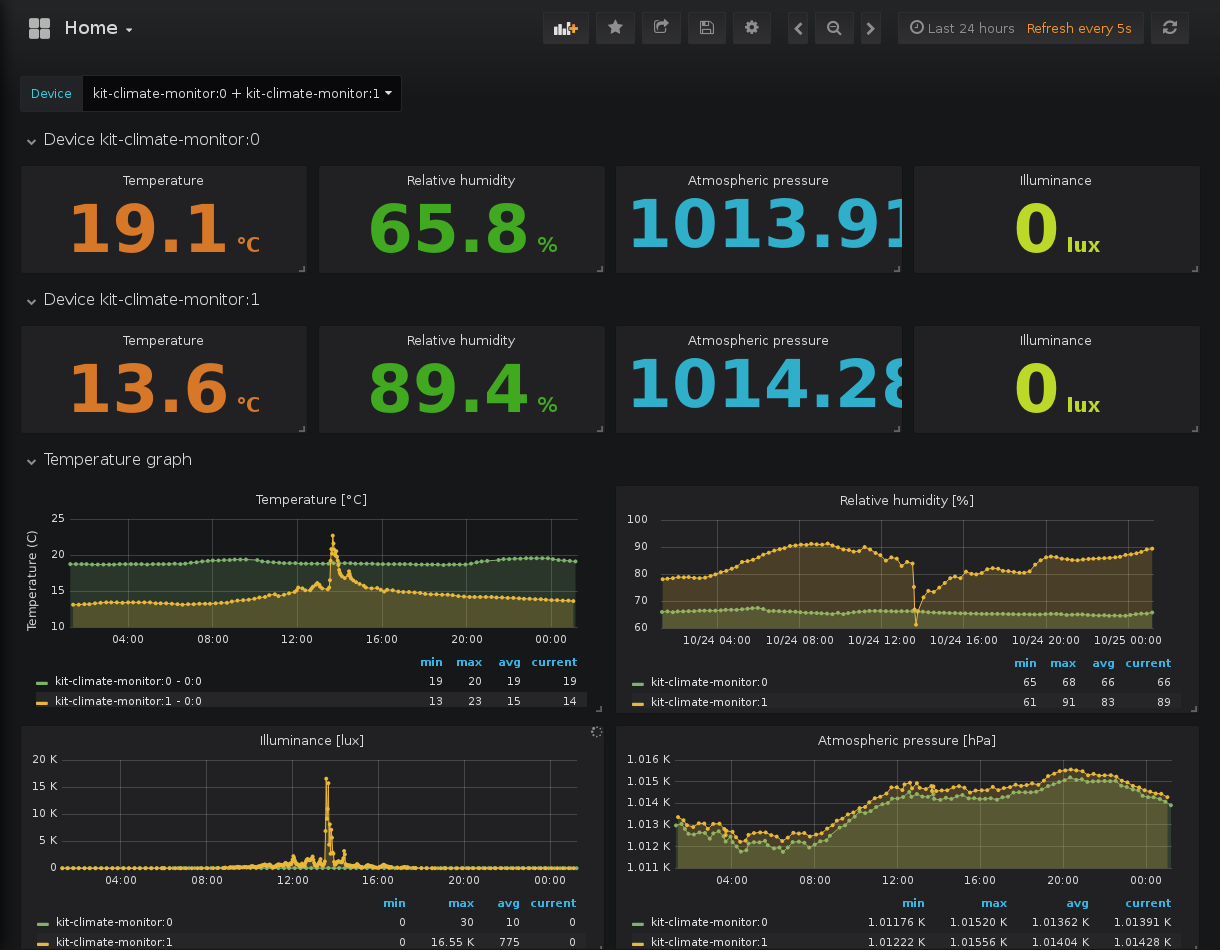 Home
Last 24 hours Refresh every 5s
Device kit-climate-monitor:0 + kit-climate-monitor:1
Device kit-climate-monitor:0
Temperature Relative humidity Atmospheric pressure Illuminance
19.1 °C 65.8 % 1013.91 0 lux
Device kit-climate-monitor:1
Temperature Relative humidity Atmospheric pressure Illuminance
13.6 °C 89.4 % 1014.28 0 lux
Temperature graph
Temperature [°C]
Temperature (C)
25
20
15
10
04:00 08:00 12:00 16:00 20:00 00:00
min max avg current
kit-climate-monitor:0 - 0:0 19 20 19 19
kit-climate-monitor:1 - 0:0 13 23 15 14
Relative humidity [%]
100
90
80
70
60
10/24 04:00 10/24 08:00 10/24 12:00 10/24 16:00 10/24 20:00 10/25 00:00
min max avg current
kit-climate-monitor:0 65 68 66 66
kit-climate-monitor:1 61 91 83 89
Illuminance [lux]
20 K
15 K
10 K
5 K
0
04:00 08:00 12:00 16:00 20:00 00:00
min max avg current
kit-climate-monitor:0 0 30 10 0
kit-climate-monitor:1 0 16.55 K 775 0
Atmospheric pressure [hPa]
1.016 K
1.015 K
1.014 K
1.013 K
1.012 K
1.011 K
04:00 08:00 12:00 16:00 20:00 00:00
min max avg current
kit-climate-monitor:0 1.01176 K 1.01520 K 1.01362 K 1.01391 K
kit-climate-monitor:1 1.01222 K 1.01556 K 1.01404 K 1.01428 K